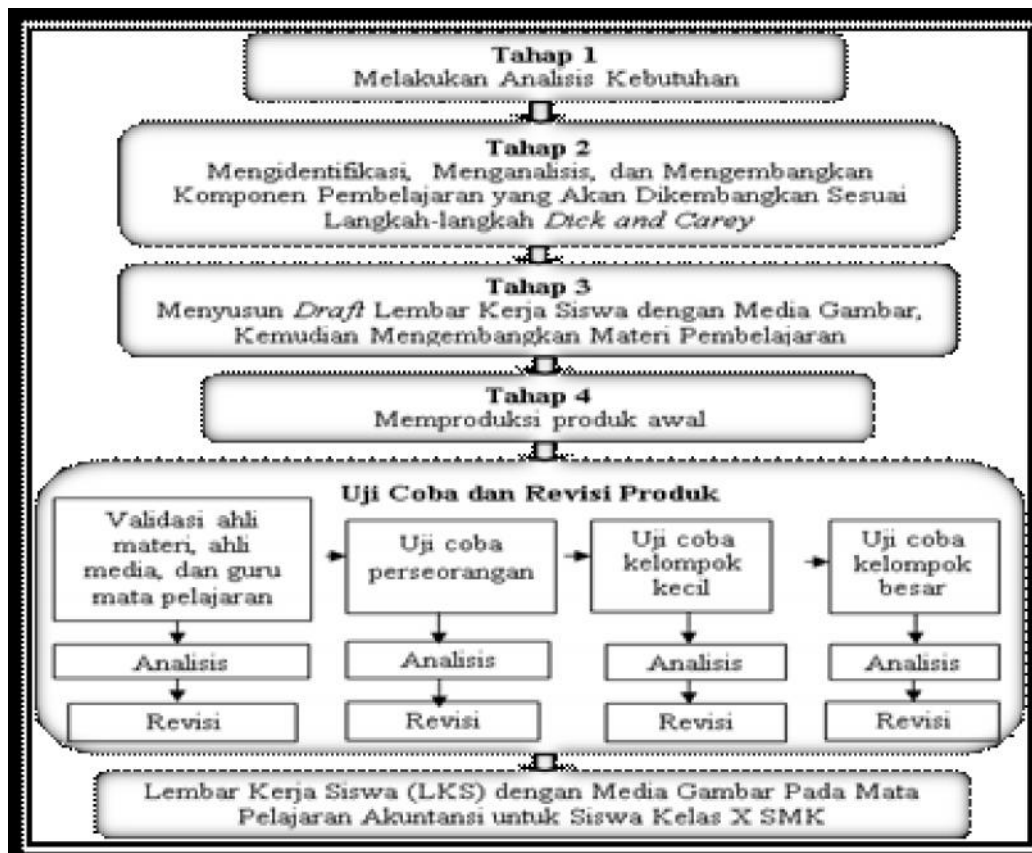 Tahap 1
Melakukan Analisis Kebutuhan
Tahap 2
Mengidentifikasi, Menganalisis, dan Mengembangkan
Komponen Pembelajaran yang Akan Dikembangkan Sesuai
Langkah-langkah Dick and Carey
Tahap 3
Menyusun Draft Lembar Kerja Siswa dengan Media Gambar,
Kemudian Mengembangkan Materi Pembelajaran
Tahap 4
Memproduksi produk awal
Uji Coba dan Revisi Produk
Validasi ahli
materi, ahli
media, dan guru
mata pelajaran
Analisis
Revisi
Uji coba
perseorangan
Analisis
Revisi
Uji coba
kelompok
kecil
Analisis
Revisi
Uji coba
kelompok
besar
Analisis
Revisi
Lembar Kerja Siswa (LKS) dengan Media Gambar Pada Mata
Pelajaran Akuntansi untuk Siswa Kelas X SMK